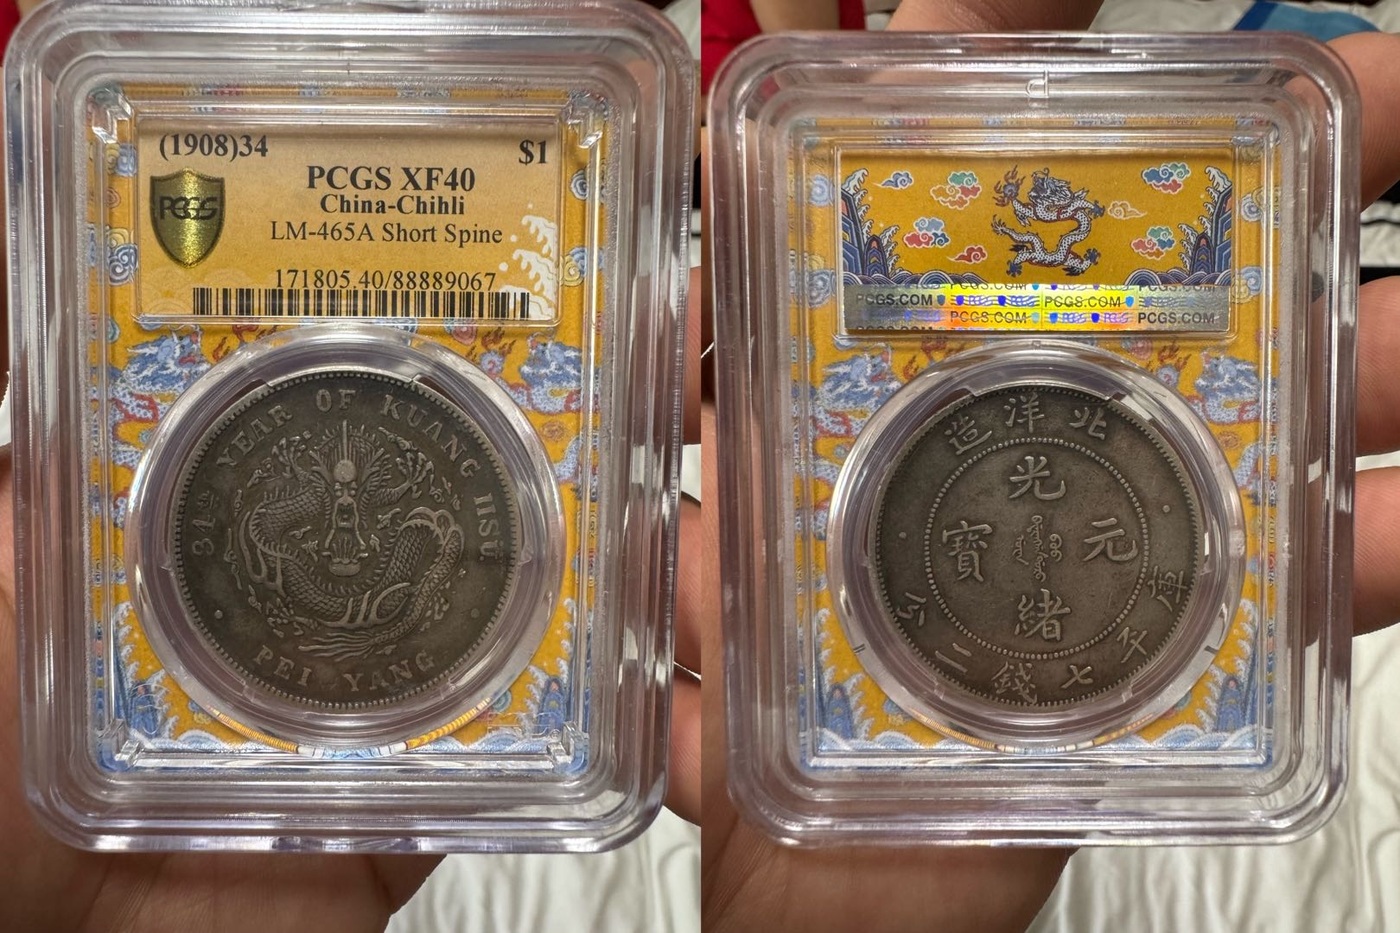 (1908)34 $1
PCGS XF40
China-Chihli
LM-465A Short Spine
171805.40/88889067
PCGS
34th YEAR OF KUANG HSU
PEI YANG
PCGS.COM PCGS.COM
PCGS.COM PCGS.COM
造洋北
光
寶 元
緒
分二錢七平庫